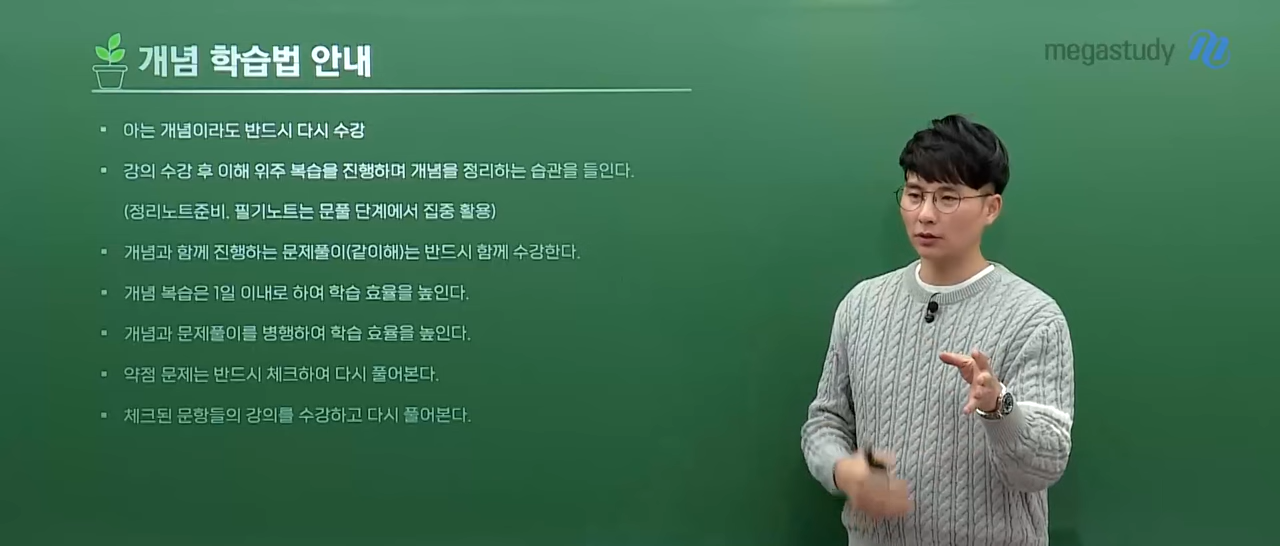 개념 학습법 안내
megastudy
아는 개념이라도 반드시 다시 수강
강의 수강 후 이해 위주 복습을 진행하며 개념을 정리하는 습관을 들인다.
(정리노트준비. 필기노트는 문풀 단계에서 집중 활용)
개념과 함께 진행하는 문제풀이(같이해)는 반드시 함께 수강한다.
개념 복습은 1일 이내로 하여 학습 효율을 높인다.
개념과 문제풀이를 병행하여 학습 효율을 높인다.
약점 문제는 반드시 체크하여 다시 풀어본다.
체크된 문항들의 강의를 수강하고 다시 풀어본다.